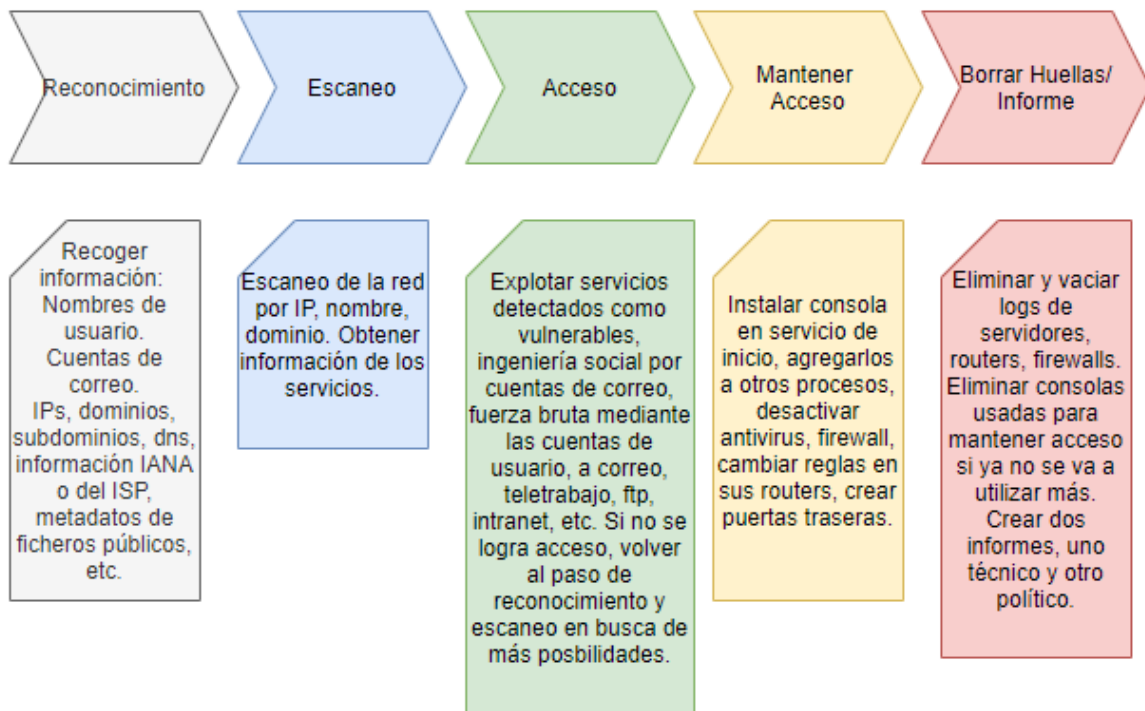 Reconocimiento
Escaneo
Acceso
Mantener
Acceso
Borrar Huellas/
Informe
Recoger
información:
Nombres de
usuario.
Cuentas de
correo.
IPs, dominios,
subdominios, dns,
información IANA
o del ISP,
metadatos de
ficheros públicos,
etc.
Escaneo de la red
por IP, nombre,
dominio. Obtener
información de los
servicios.
Explotar servicios
detectados como
vulnerables,
ingeniería social por
cuentas de correo,
fuerza bruta mediante
las cuentas de
usuario, a correo,
teletrabajo, ftp,
intranet, etc. Si no se
logra acceso, volver
al paso de
reconocimiento y
escaneo en busca de
más posbilidades.
Instalar consola
en servicio de
inicio, agregarlos
a otros procesos,
desactivar
antivirus, firewall,
cambiar reglas en
sus routers, crear
puertas traseras.
Eliminar y vaciar
logs de
servidores,
routers, firewalls.
Eliminar consolas
usadas para
mantener acceso
si ya no se va a
utilizar más.
Crear dos
informes, uno
técnico y otro
político.